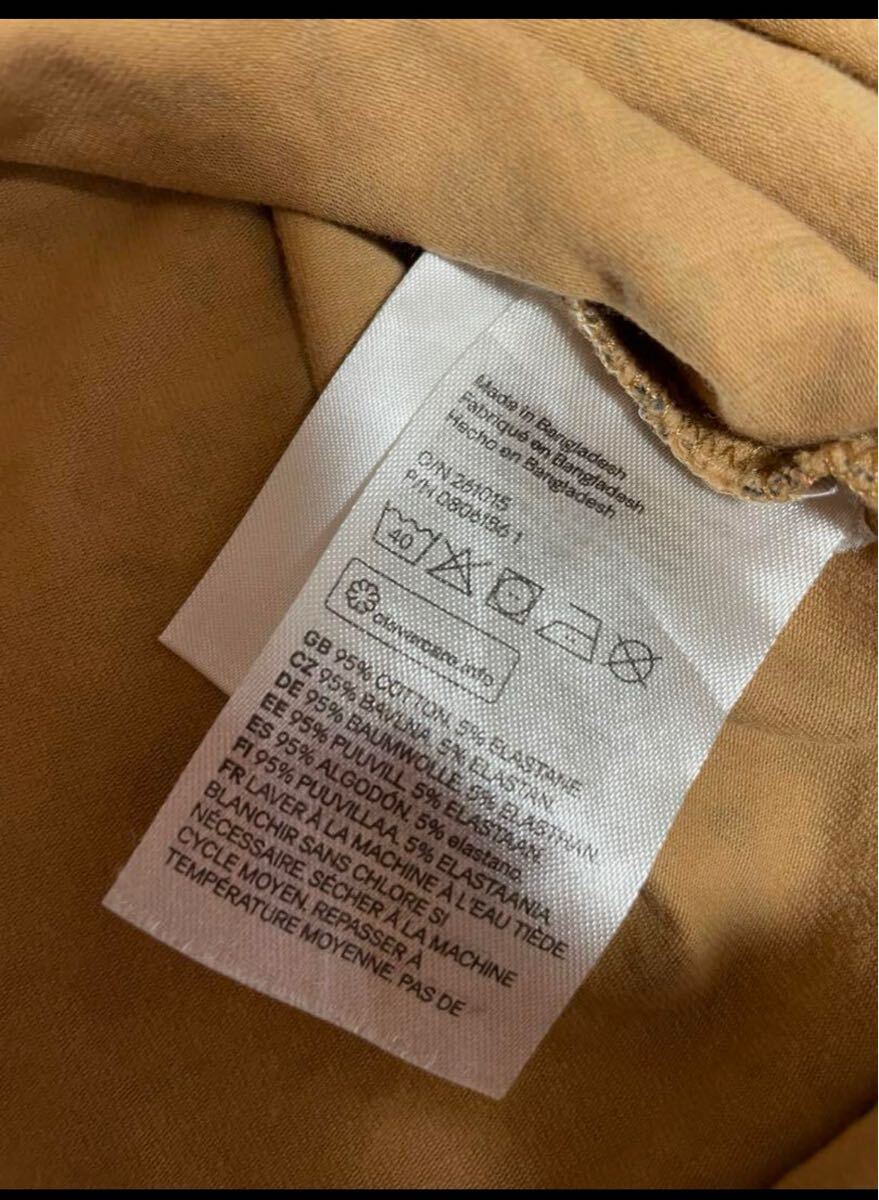 Made in Bangladesh
Fabriqué en Bangladesh
Hecho en Bangladesh
O/N 261015
P/H 0806186 1
40
clevercare.info
GB 95% COTTON, 5% ELASTANE
CZ 95% BAVLNA, 5% ELASTAN
DE 95% BAUMWOLLE, 5% ELASTHAN
EE 95% PUUVILL, 5% ELASTAAN
ES 95% ALGODÓN, 5% elastano
FI 95% PUUVILLAA, 5% ELASTAANIA
FR LAVER À LA MACHINE À L'EAU TIÈDE.
BLANCHIR SANS CHLORE SI
NÉCESSAIRE. SÉCHER À LA MACHINE
CYCLE MOYEN. REPASSER À
TEMPÉRATURE MOYENNE. PAS DE